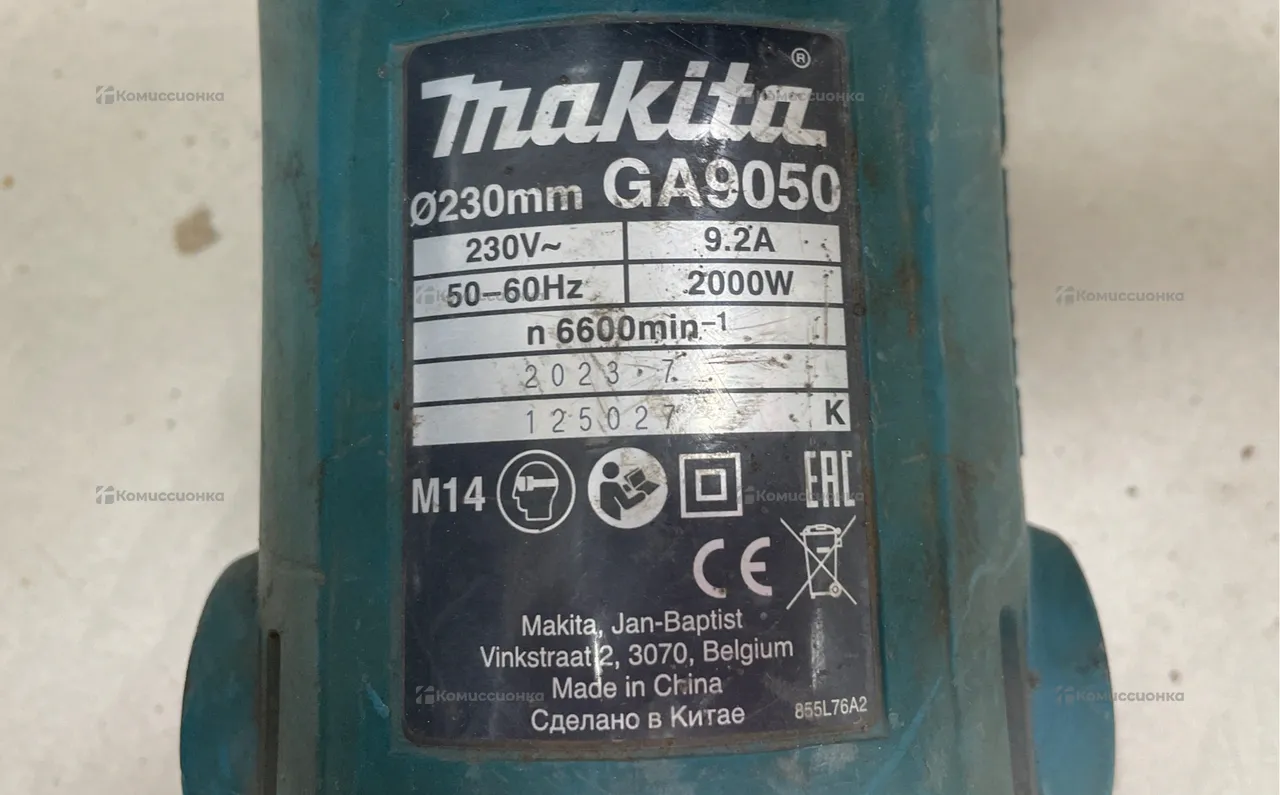 Makita®
Ø230mm GA9050
230V~ 9.2A
50–60Hz 2000W
n 6600min⁻¹
2023.7
125027 K
M14 EAC
CE
Makita, Jan-Baptist
Vinkstraat 2, 3070, Belgium
Made in China
Сделано в Китае 855L76A2
Комиссионка
Комиссионка
Комиссионка
Комиссионка
Комиссионка
Комиссионка
Комиссионка
Комиссионка
Комиссионка